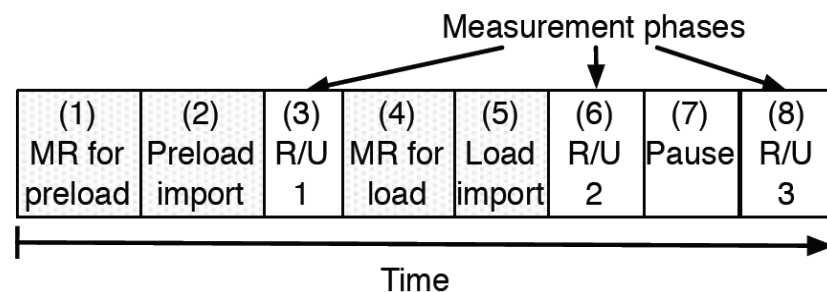 Measurement phases
(1)
MR for
preload
(2)
Preload
import
(3)
R/U
1
(4)
MR for
load
(5)
Load
import
(6)
R/U
2
(7)
Pause
(8)
R/U
3
Time